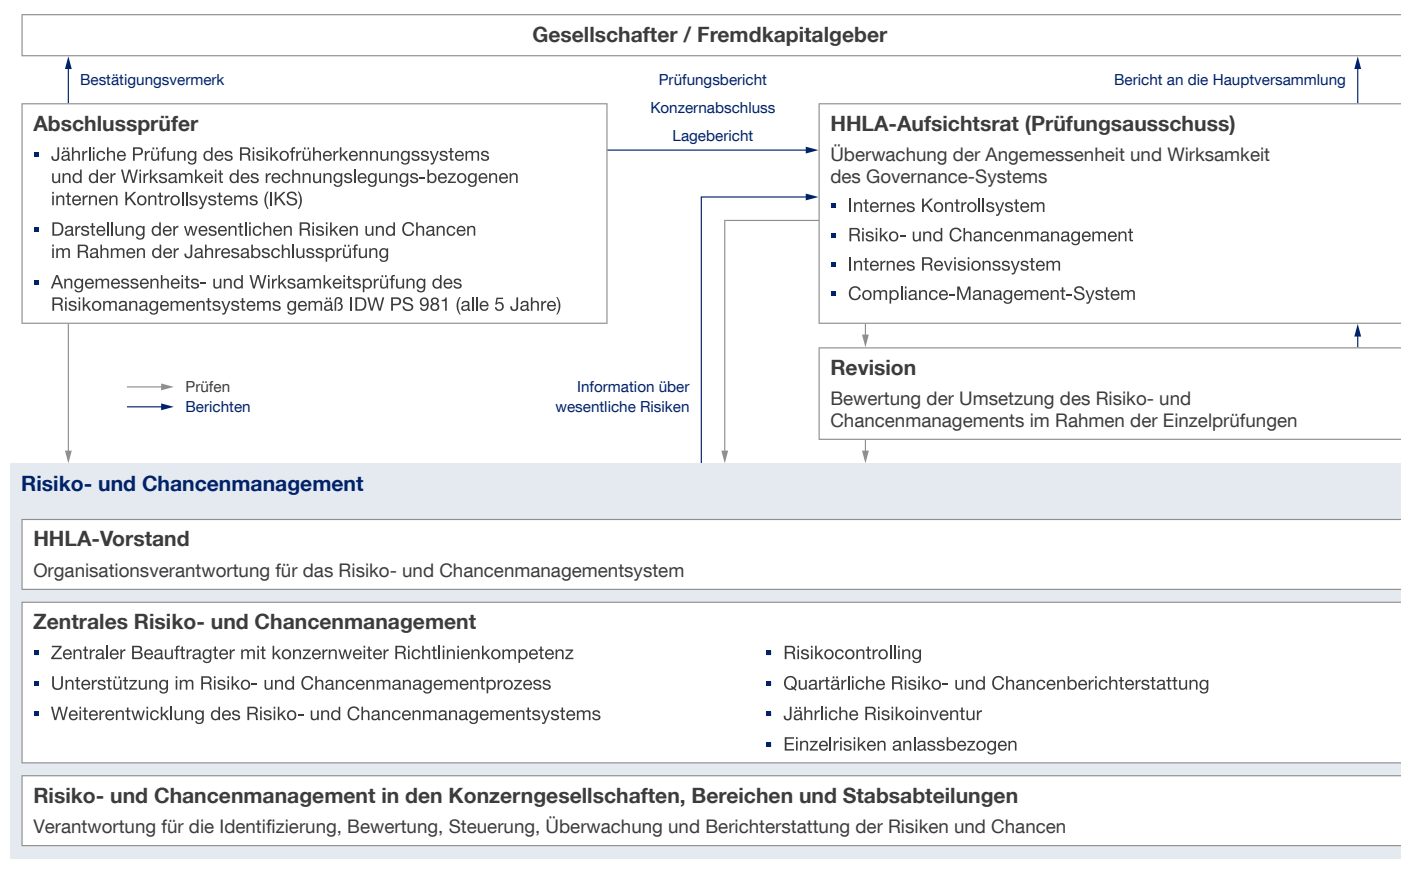 Gesellschafter / Fremdkapitalgeber
Bestätigungsvermerk
Prüfungsbericht
Konzernabschluss
Lagebericht
Bericht an die Hauptversammlung
Abschlussprüfer
▪ Jährliche Prüfung des Risikofrüherkennungssystems
und der Wirksamkeit des rechnungslegungs-bezogenen
internen Kontrollsystems (IKS)
▪ Darstellung der wesentlichen Risiken und Chancen
im Rahmen der Jahresabschlussprüfung
▪ Angemessenheits- und Wirksamkeitsprüfung des
Risikomanagementsystems gemäß IDW PS 981 (alle 5 Jahre)
HHLA-Aufsichtsrat (Prüfungsausschuss)
Überwachung der Angemessenheit und Wirksamkeit
des Governance-Systems
▪ Internes Kontrollsystem
▪ Risiko- und Chancenmanagement
▪ Internes Revisionssystem
▪ Compliance-Management-System
Prüfen
Berichten
Information über
wesentliche Risiken
Revision
Bewertung der Umsetzung des Risiko- und
Chancenmanagements im Rahmen der Einzelprüfungen
Risiko- und Chancenmanagement
HHLA-Vorstand
Organisationsverantwortung für das Risiko- und Chancenmanagementsystem
Zentrales Risiko- und Chancenmanagement
▪ Zentraler Beauftragter mit konzernweiter Richtlinienkompetenz
▪ Unterstützung im Risiko- und Chancenmanagementprozess
▪ Weiterentwicklung des Risiko- und Chancenmanagementsystems
▪ Risikocontrolling
▪ Quartärliche Risiko- und Chancenberichterstattung
▪ Jährliche Risikoinventur
▪ Einzelrisiken anlassbezogen
Risiko- und Chancenmanagement in den Konzerngesellschaften, Bereichen und Stabsabteilungen
Verantwortung für die Identifizierung, Bewertung, Steuerung, Überwachung und Berichterstattung der Risiken und Chancen